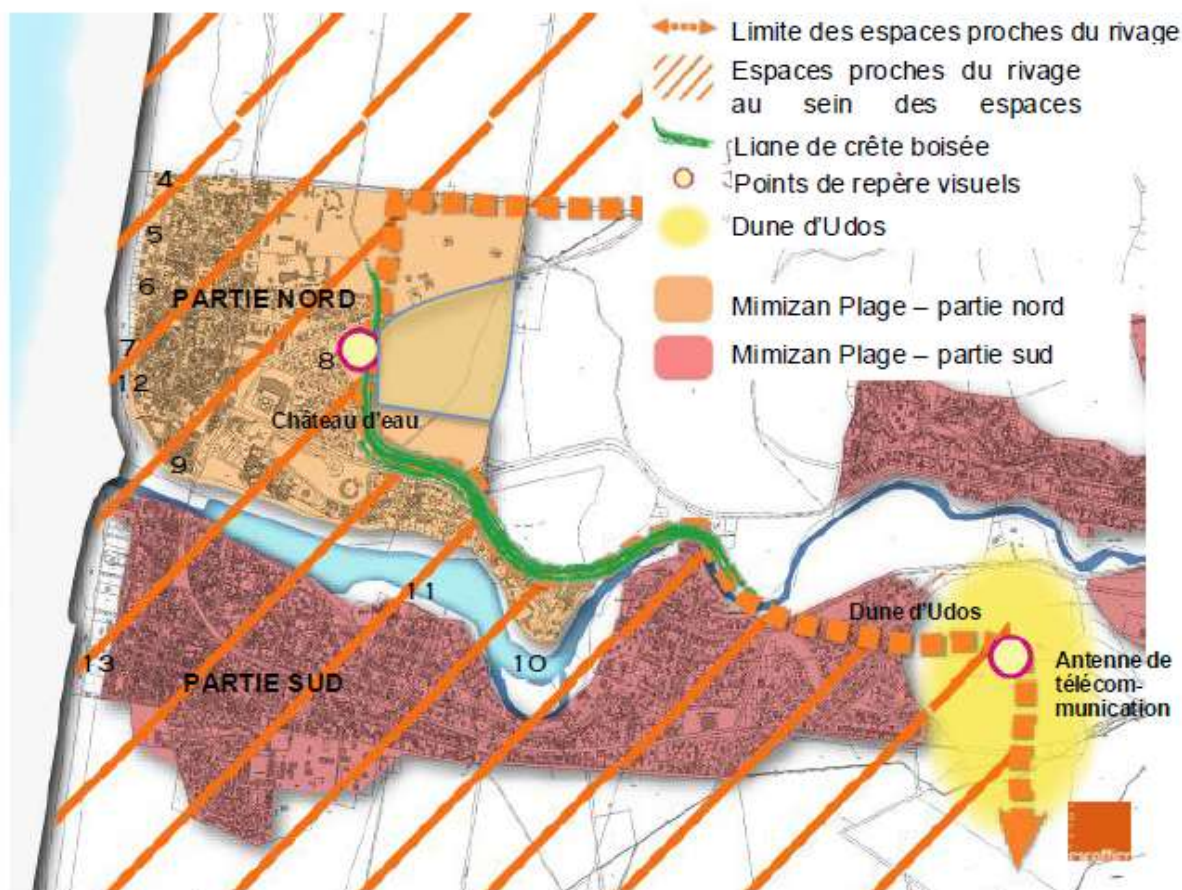 Limite des espaces proches du rivage
Espaces proches du rivage
au sein des espaces
Ligne de crête boisée
Points de repère visuels
Dune d'Udos
Mimizan Plage – partie nord
Mimizan Plage – partie sud
4
5
6
PARTIE NORD
7
8
12
Château d'eau
9
11
Dune d'Udos
10
13
PARTIE SUD
Antenne de
télécom-
munication
escoffier